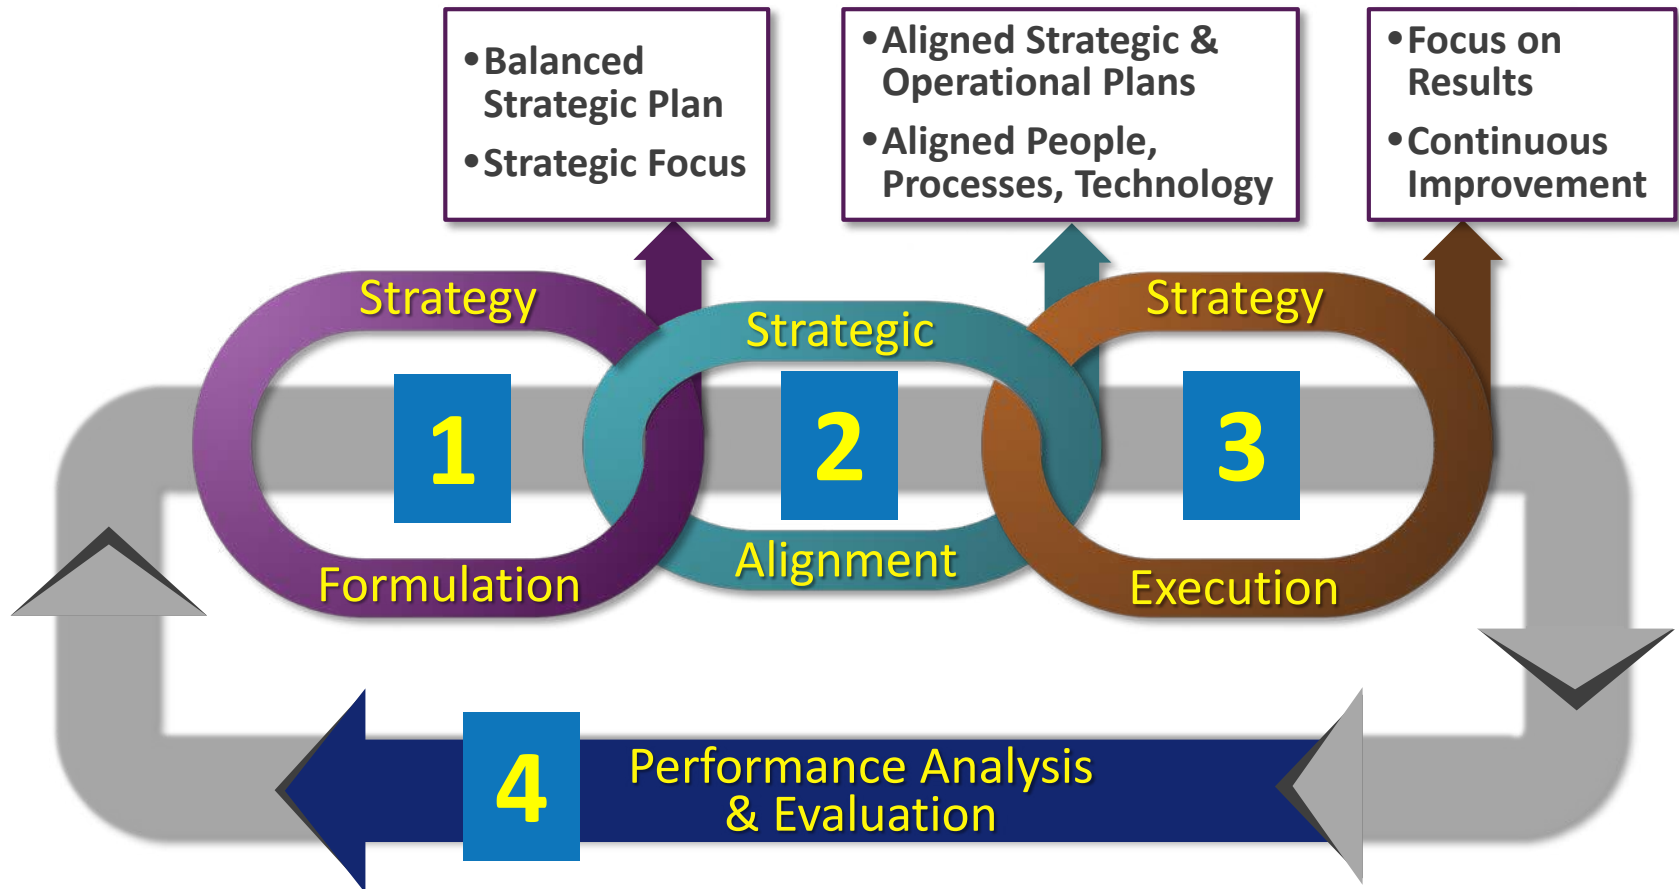 •Balanced
Strategic Plan
•Strategic Focus
•Aligned Strategic &
Operational Plans
•Aligned People,
Processes, Technology
•Focus on
Results
•Continuous
Improvement
Strategy
1
Formulation
Strategic
2
Alignment
Strategy
3
Execution
4
Performance Analysis
& Evaluation